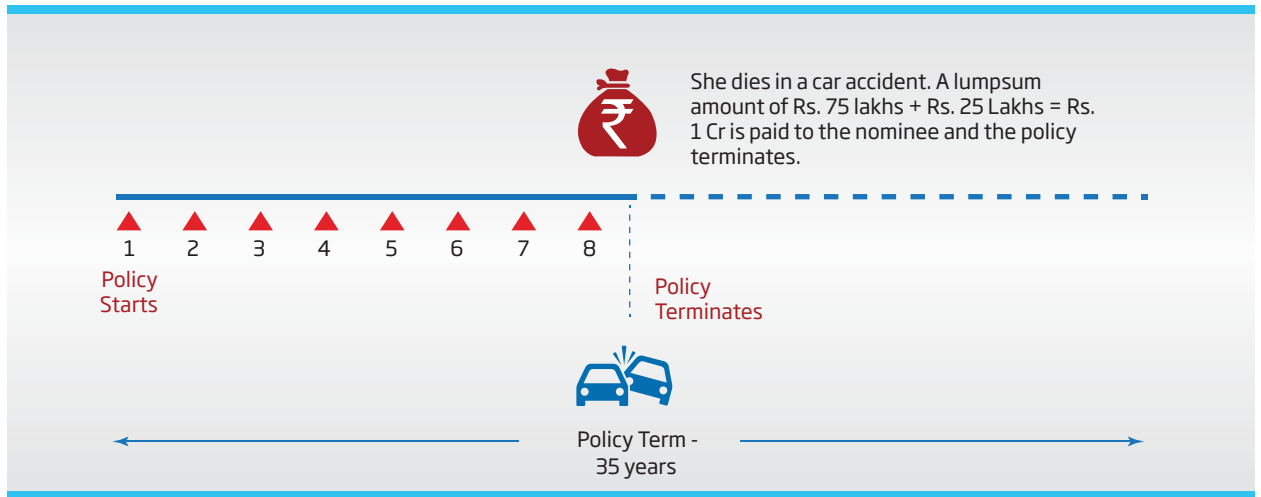 She dies in a car accident. A lumpsum
amount of Rs. 75 lakhs + Rs. 25 Lakhs = Rs.
1 Cr is paid to the nominee and the policy
terminates.
₹
1 2 3 4 5 6 7 8
Policy
Starts
Policy
Terminates
Policy Term -
35 years